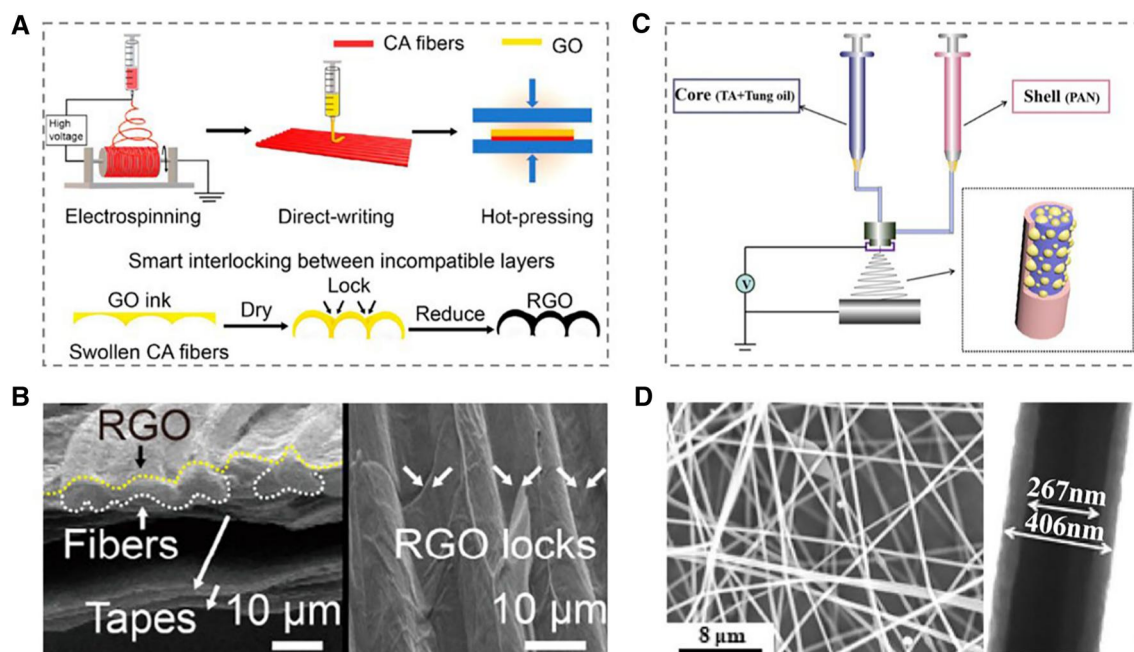 A
CA fibers
GO
High
voltage
Electrospinning
Direct-writing
Hot-pressing
Smart interlocking between incompatible layers
GO ink
Dry
Lock
Reduce
RGO
Swollen CA fibers
B
RGO
Fibers
Tapes
10 μm
RGO locks
10 μm
C
Core (TA+Tung oil)
Shell (PAN)
V
D
8 μm
267nm
406nm